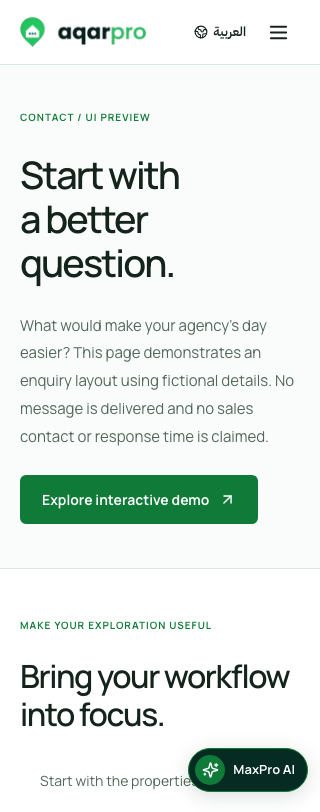 aqarpro
العربية
CONTACT / UI PREVIEW
Start with
a better
question.
What would make your agency's day
easier? This page demonstrates an
enquiry layout using fictional details. No
message is delivered and no sales
contact or response time is claimed.
Explore interactive demo
MAKE YOUR EXPLORATION USEFUL
Bring your workflow
into focus.
Start with the properties
MaxPro AI